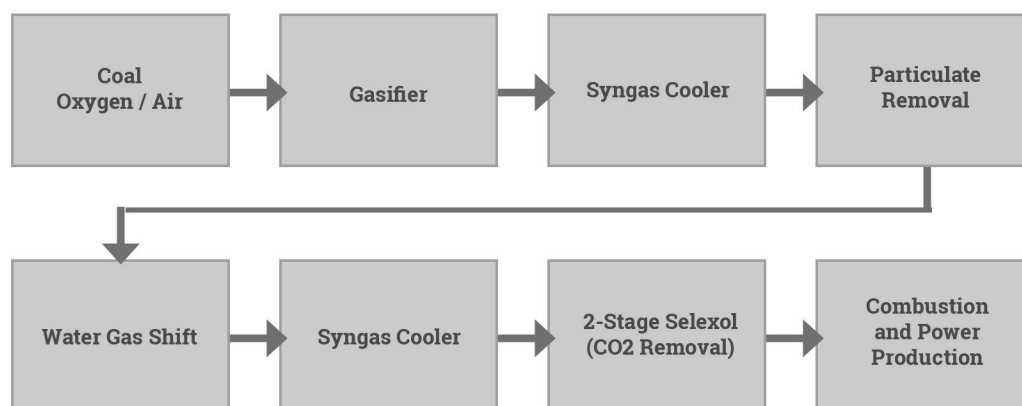 Coal
Oxygen / Air
Gasifier
Syngas Cooler
Particulate
Removal
Water Gas Shift
Syngas Cooler
2-Stage Selexol
(CO2 Removal)
Combustion
and Power
Production